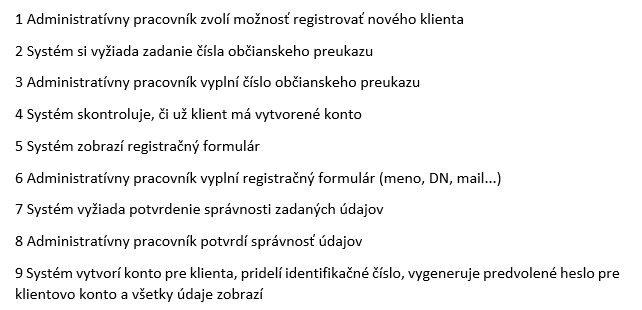 1 Administratívny pracovník zvolí možnosť registrovať nového klienta
2 Systém si vyžiada zadanie čísla občianskeho preukazu
3 Administratívny pracovník vyplní číslo občianskeho preukazu
4 Systém skontroluje, či už klient má vytvorené konto
5 Systém zobrazí registračný formulár
6 Administratívny pracovník vyplní registračný formulár (meno, DN, mail...)
7 Systém vyžiada potvrdenie správnosti zadaných údajov
8 Administratívny pracovník potvrdí správnosť údajov
9 Systém vytvorí konto pre klienta, pridelí identifikačné číslo, vygeneruje predvolené heslo pre
klientovo konto a všetky údaje zobrazí